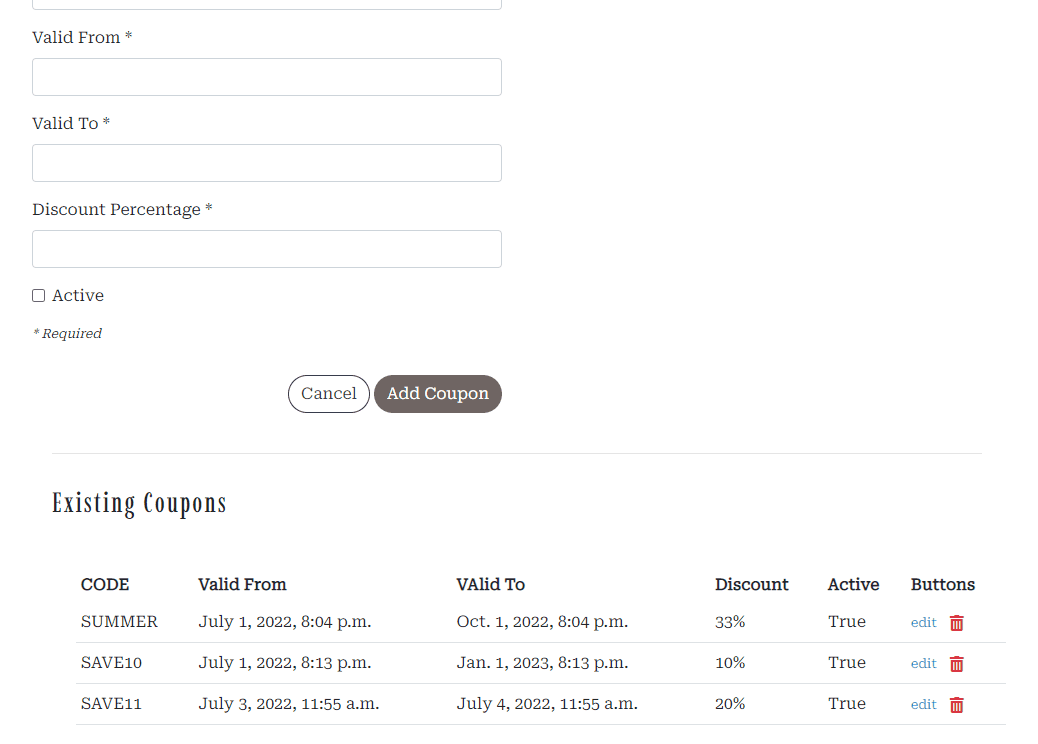 Valid From *
Valid To *
Discount Percentage *
Active
* Required
Cancel Add Coupon
Existing Coupons
CODE Valid From VAlid To Discount Active Buttons
SUMMER July 1, 2022, 8:04 p.m. Oct. 1, 2022, 8:04 p.m. 33% True edit
SAVE10 July 1, 2022, 8:13 p.m. Jan. 1, 2023, 8:13 p.m. 10% True edit
SAVE11 July 3, 2022, 11:55 a.m. July 4, 2022, 11:55 a.m. 20% True edit